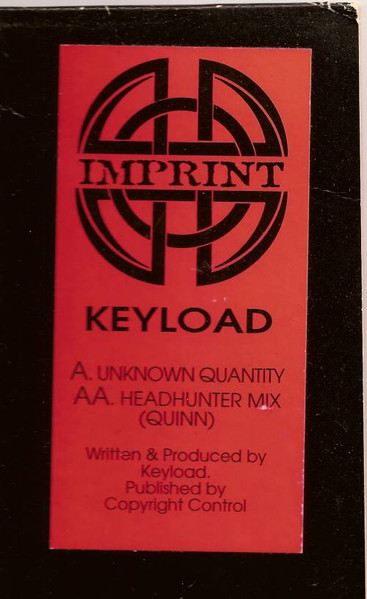 IMPRINT
KEYLOAD
A. UNKNOWN QUANTITY
AA. HEADHUNTER MIX
(QUINN)
Written & Produced by
Keyload.
Published by
Copyright Control